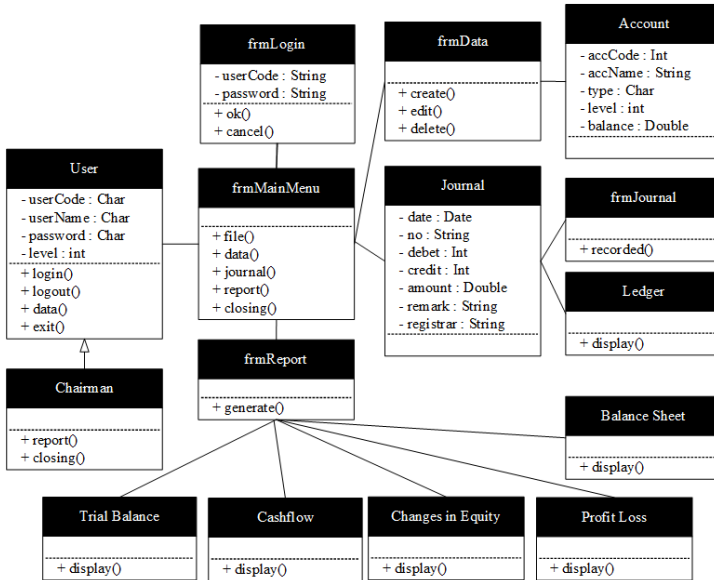 frmLogin
- userCode : String
- password : String
+ ok()
+ cancel()
frmData
+ create()
+ edit()
+ delete()
Account
- accCode : Int
- accName : String
- type : Char
- level : int
- balance : Double
User
- userCode : Char
- userName : Char
- password : Char
- level : int
+ login()
+ logout()
+ data()
+ exit()
frmMainMenu
+ file()
+ data()
+ journal()
+ report()
+ closing()
Journal
- date : Date
- no : String
- debet : Int
- credit : Int
- amount : Double
- remark : String
- registrar : String
frmJournal
+ recorded()
Ledger
+ display()
Chairman
+ report()
+ closing()
frmReport
+ generate()
Balance Sheet
+ display()
Trial Balance
+ display()
Cashflow
+ display()
Changes in Equity
+ display()
Profit Loss
+ display()